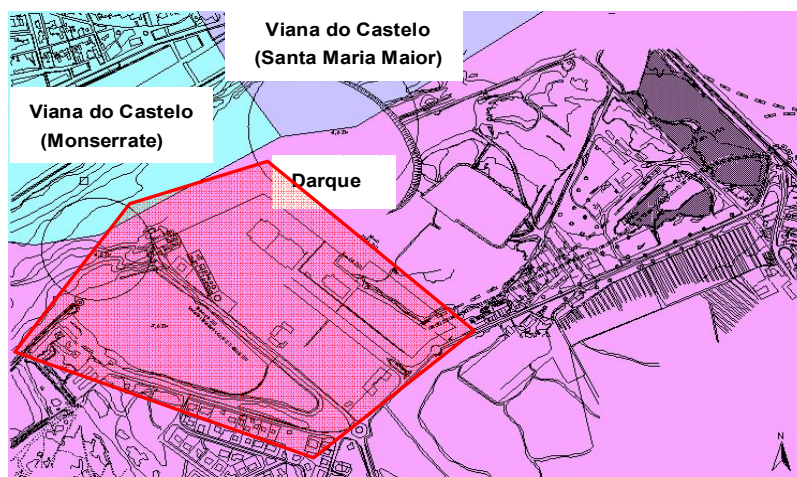 Viana do Castelo
(Santa Maria Maior)
Viana do Castelo
(Monserrate)
Darque
N